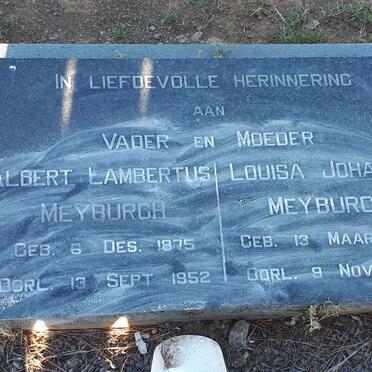 IN LIEFDEVOLLE HERINNERING
AAN
VADER EN MOEDER
ALBERT LAMBERTUS
MEYBURGH
GEB. 6 DES. 1875
OORL. 13 SEPT 1952
LOUISA JOHA
MEYBURG
GEB. 13 MAAR
OORL. 9 NOV